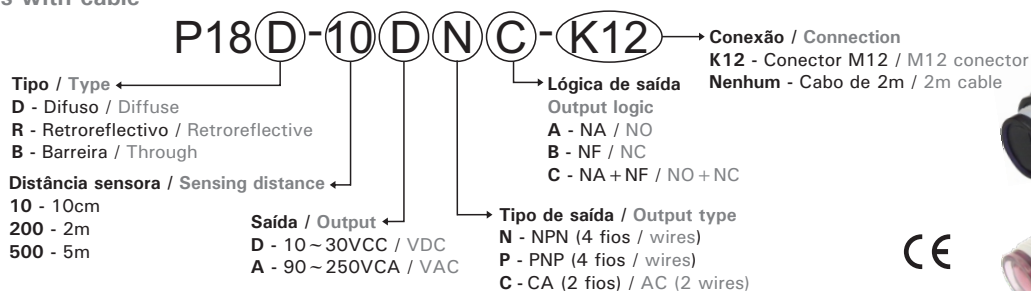 s with cable
P18D-10DNC-K12
Conexão / Connection
K12 - Conector M12 / M12 conector
Nenhum - Cabo de 2m / 2m cable
Tipo / Type
D - Difuso / Diffuse
R - Retroreflectivo / Retroreflective
B - Barreira / Through
Distância sensora / Sensing distance
10 - 10cm
200 - 2m
500 - 5m
Saída / Output
D - 10~30VCC / VDC
A - 90~250VCA / VAC
Lógica de saída
Output logic
A - NA / NO
B - NF / NC
C - NA+NF / NO+NC
Tipo de saída / Output type
N - NPN (4 fios / wires)
P - PNP (4 fios / wires)
C - CA (2 fios) / AC (2 wires)
CE